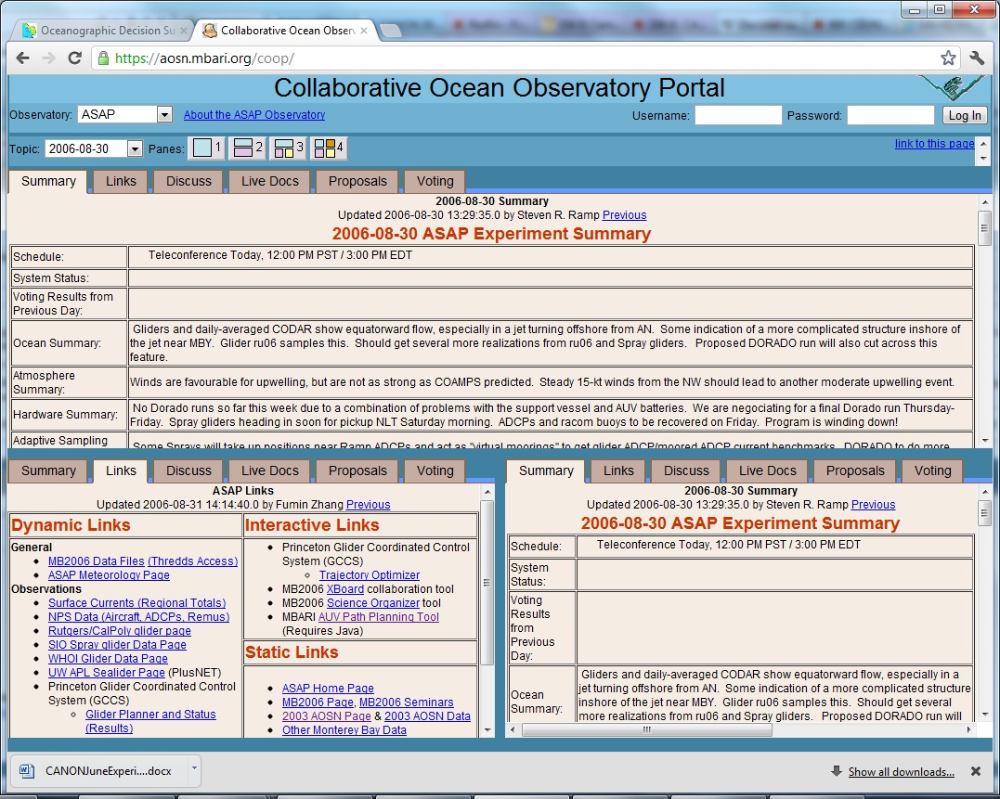 Oceanographic Decision Su
Collaborative Ocean Obser
https://aosn.mbari.org/coop/
Collaborative Ocean Observatory Portal
Observatory: ASAP About the ASAP Observatory Username: Password: Log In
Topic: 2006-08-30 Panes: 1 2 3 4 link to this page
Summary Links Discuss Live Docs Proposals Voting
2006-08-30 Summary
Updated 2006-08-30 13:29:35.0 by Steven R. Ramp Previous
2006-08-30 ASAP Experiment Summary
Schedule: Teleconference Today, 12:00 PM PST / 3:00 PM EDT
System Status:
Voting Results from
Previous Day:
Ocean Summary:
Gliders and daily-averaged CODAR show equatorward flow, especially in a jet turning offshore from AN. Some indication of a more complicated structure inshore of
the jet near MBY. Glider ru06 samples this. Should get several more realizations from ru06 and Spray gliders. Proposed DORADO run will also cut across this
feature.
Atmosphere
Summary:
Winds are favourable for upwelling, but are not as strong as COAMPS predicted. Steady 15-kt winds from the NW should lead to another moderate upwelling event.
Hardware Summary:
No Dorado runs so far this week due to a combination of problems with the support vessel and AUV batteries. We are negotiating for a final Dorado run Thursday-
Friday. Spray gliders heading in soon for pickup NLT Saturday morning. ADCPs and racom buoys to be recovered on Friday. Program is winding down!
Adaptive Sampling
Some Sprays will take up positions near Ramp ADCPs and act as "virtual moorings" to get glider ADCP/moored ADCP current benchmarks. DORADO to do more
Summary Links Discuss Live Docs Proposals Voting
ASAP Links
Updated 2006-08-31 14:14:40.0 by Fumin Zhang Previous
Dynamic Links
General
MB2006 Data Files (Thredds Access)
ASAP Meteorology Page
Observations
Surface Currents (Regional Totals)
NPS Data (Aircraft, ADCPs, Remus)
Rutgers/CalPoly glider page
SIO Spray glider Data Page
WHOI Glider Data Page
UW APL Sealider Page (PlusNET)
Princeton Glider Coordinated Control
System (GCCS)
Glider Planner and Status
(Results)
Interactive Links
Princeton Glider Coordinated Control
System (GCCS)
Trajectory Optimizer
MB2006 XBoard collaboration tool
MB2006 Science Organizer tool
MBARI AUV Path Planning Tool
(Requires Java)
Static Links
ASAP Home Page
MB2006 Page, MB2006 Seminars
2003 AOSN Page & 2003 AOSN Data
Other Monterey Bay Data
Summary Links Discuss Live Docs Proposals Voting
2006-08-30 Summary
Updated 2006-08-30 13:29:35.0 by Steven R. Ramp Previous
2006-08-30 ASAP Experiment Summary
Schedule: Teleconference Today, 12:00 PM PST / 3:00 PM EDT
System
Status:
Voting
Results
from
Previous
Day:
Ocean
Summary:
Gliders and daily-averaged CODAR show equatorward flow, especially in a
jet turning offshore from AN. Some indication of a more complicated structure
inshore of the jet near MBY. Glider ru06 samples this. Should get several
more realizations from ru06 and Spray gliders. Proposed DORADO run will
CANONJuneExperi....docx
Show all downloads...